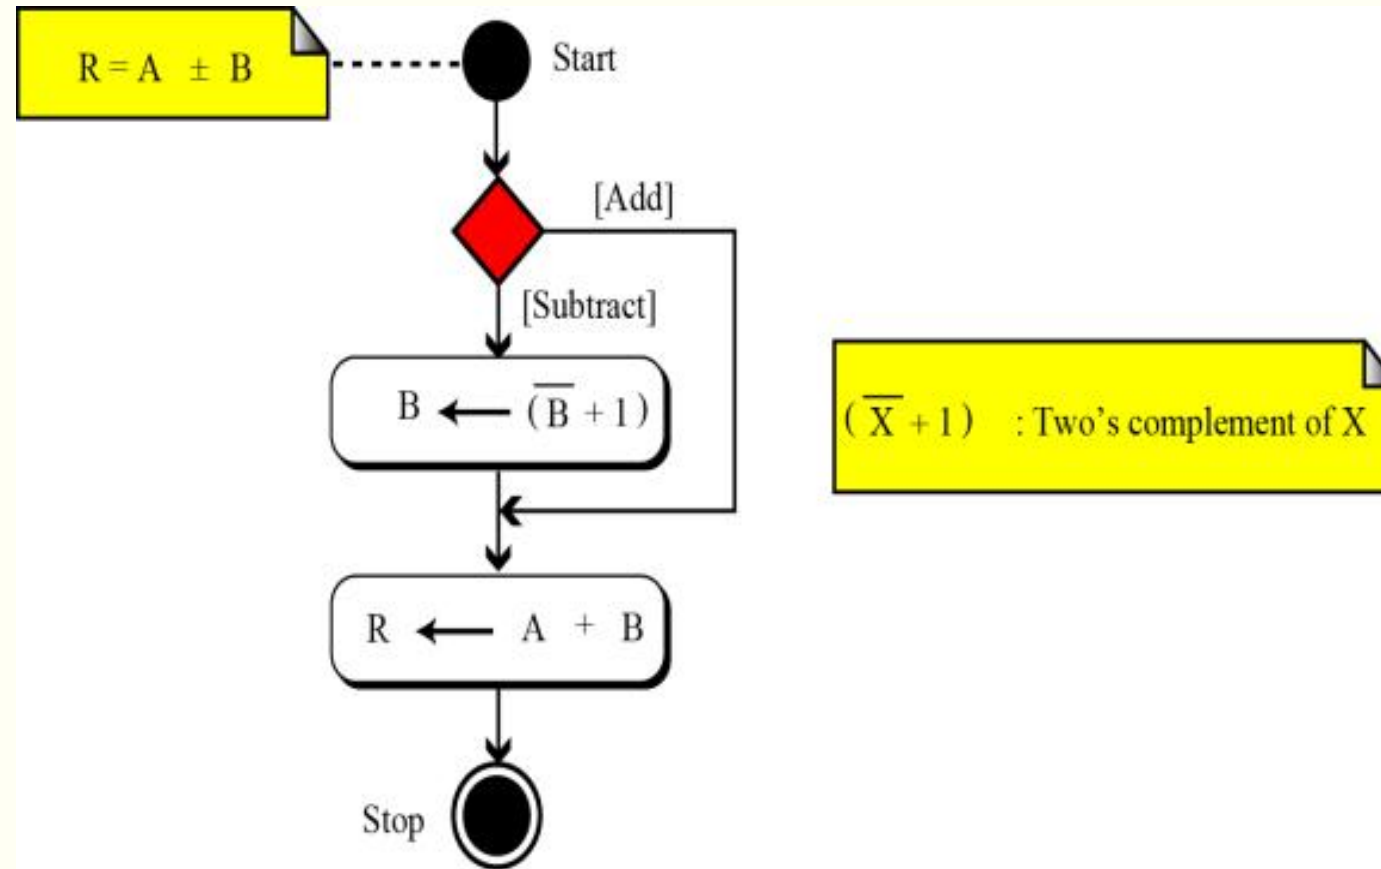 R = A ± B
Start
[Add]
[Subtract]
B ← (B̅ + 1)
(X̅ + 1) : Two's complement of X
R ← A + B
Stop